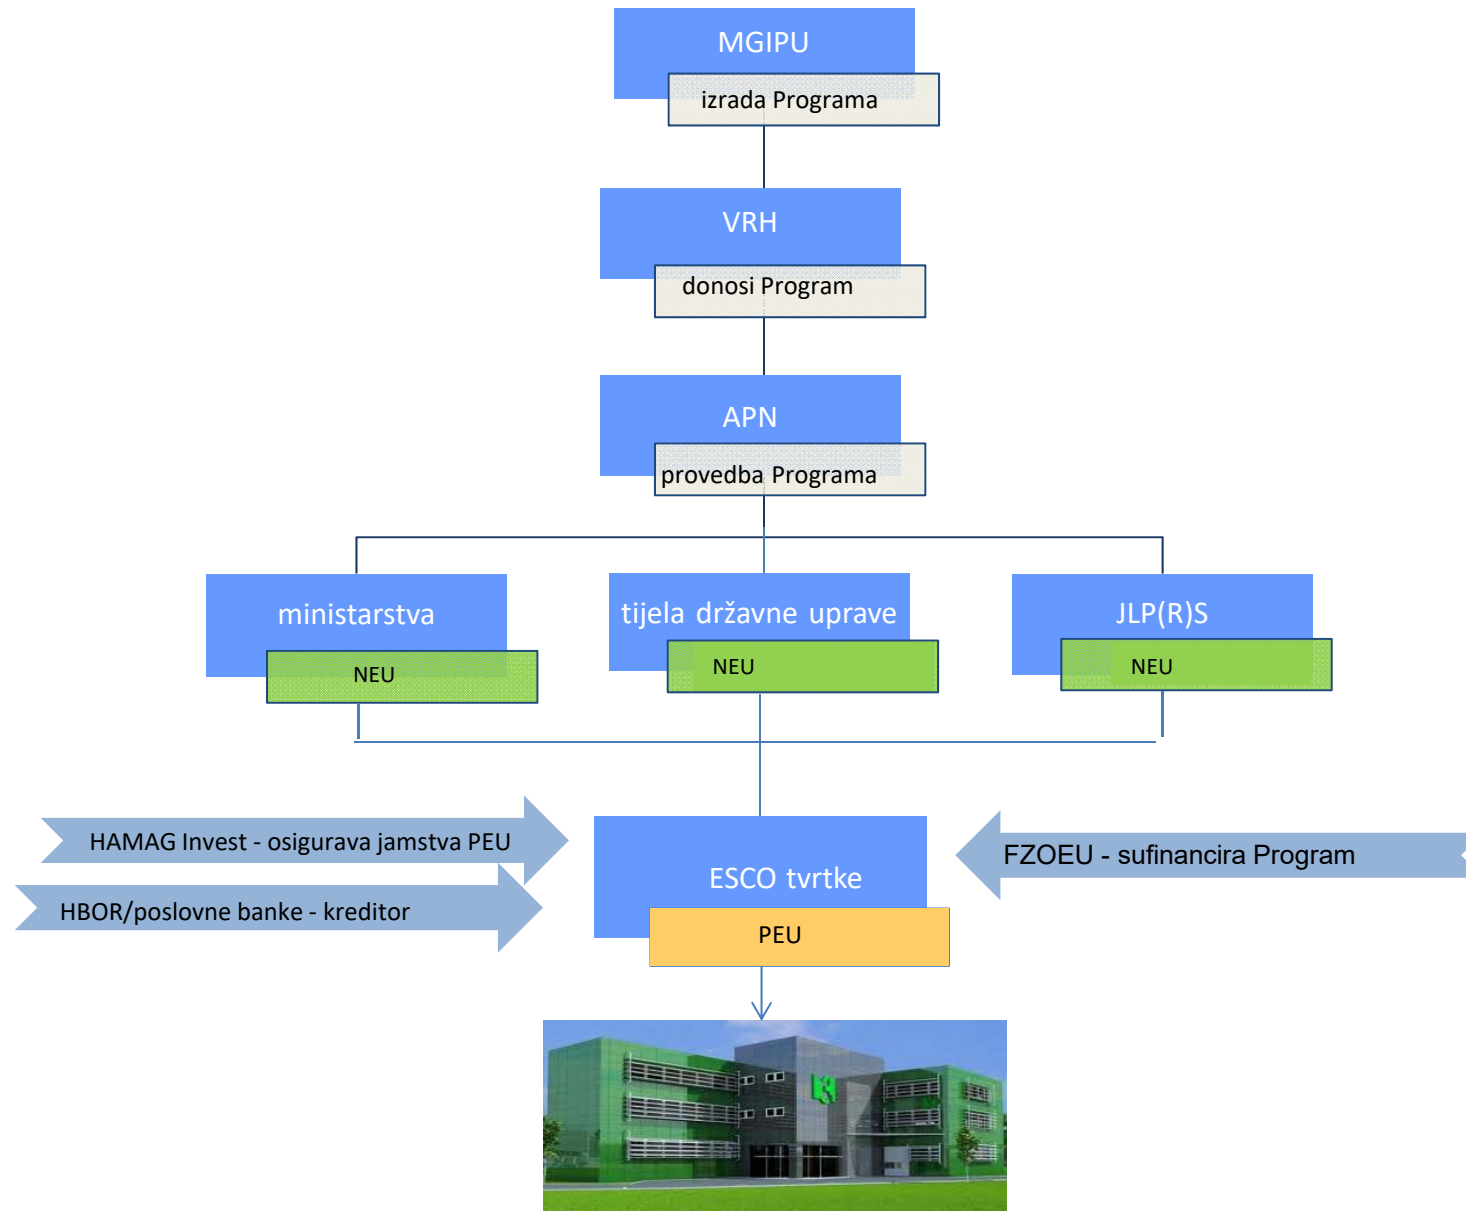 MGIPU
izrada Programa
VRH
donosi Program
APN
provedba Programa
ministarstva
NEU
tijela državne uprave
NEU
JLP(R)S
NEU
HAMAG Invest - osigurava jamstva PEU
HBOR/poslovne banke - kreditor
ESCO tvrtke
PEU
FZOEU - sufinancira Program